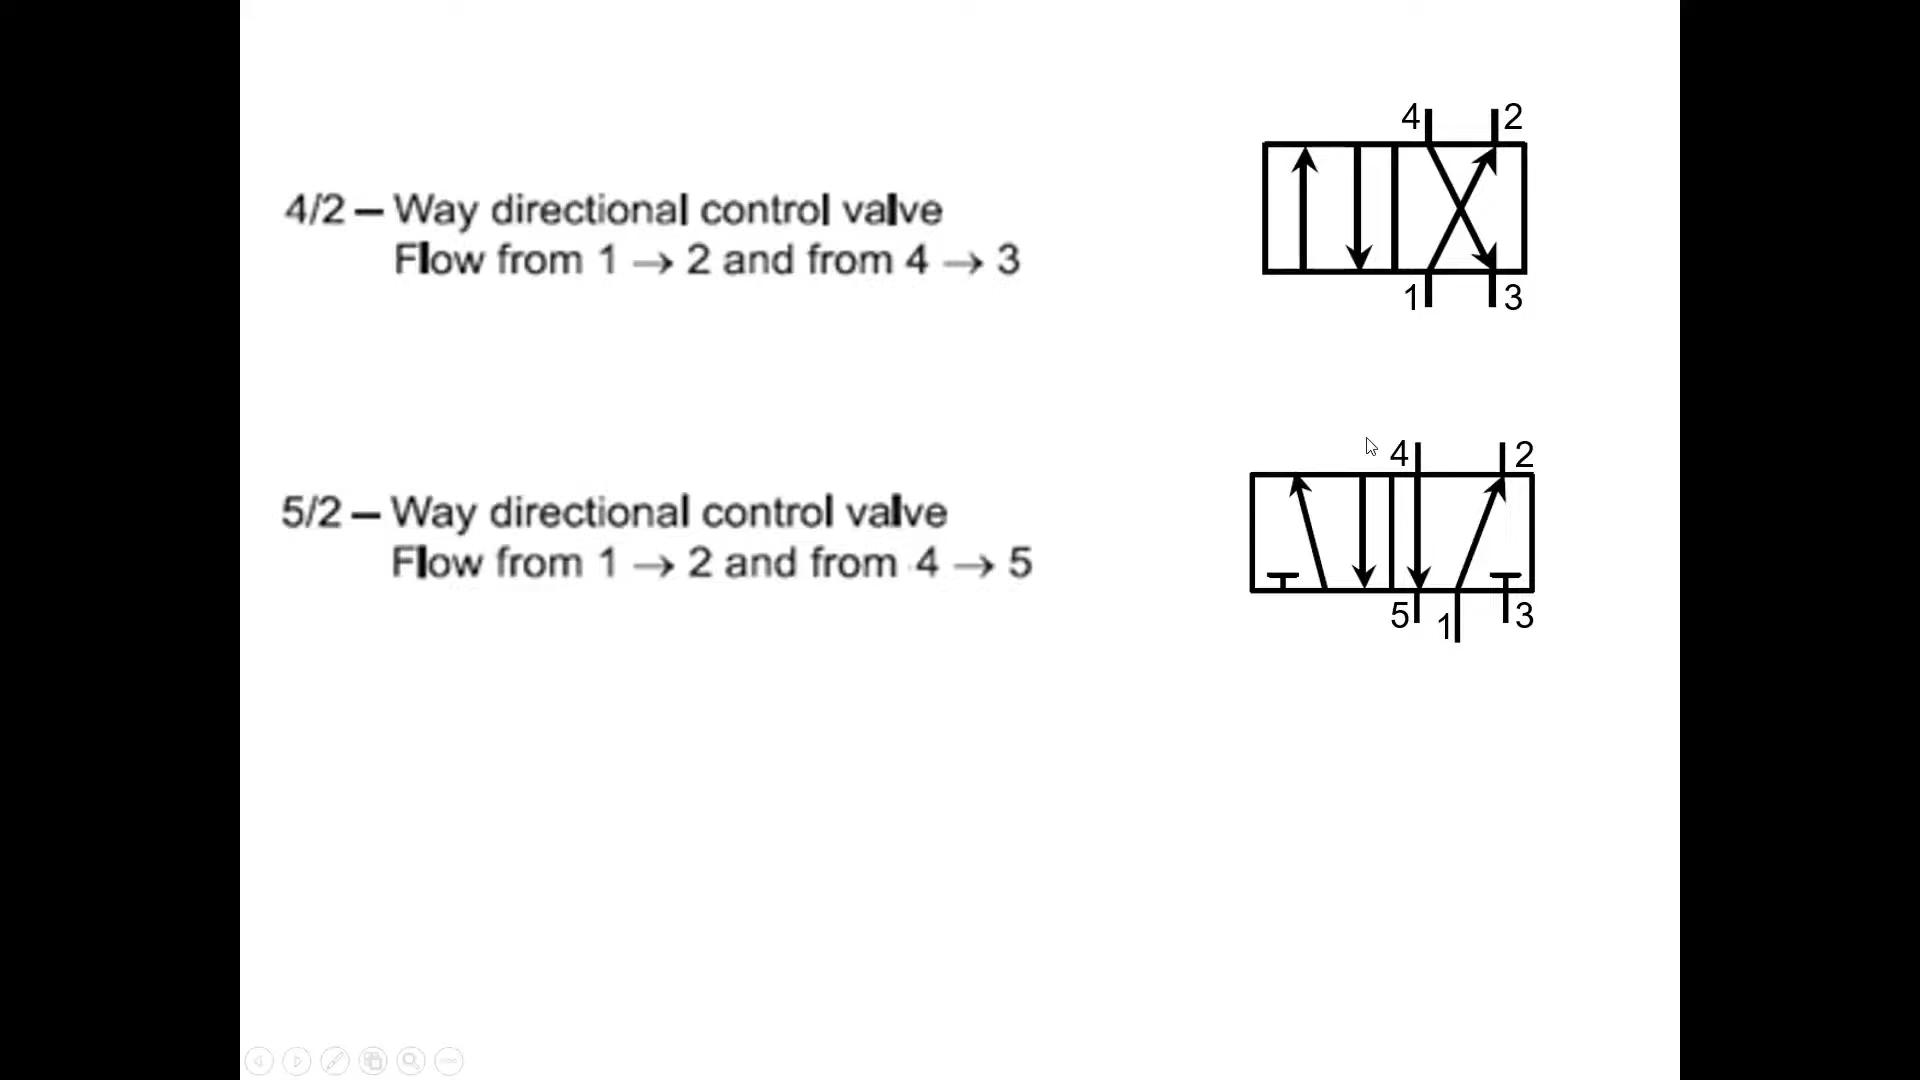 4/2 – Way directional control valve
Flow from 1 → 2 and from 4 → 3
4 2
1 3
5/2 – Way directional control valve
Flow from 1 → 2 and from 4 → 5
4 2
5 1 3